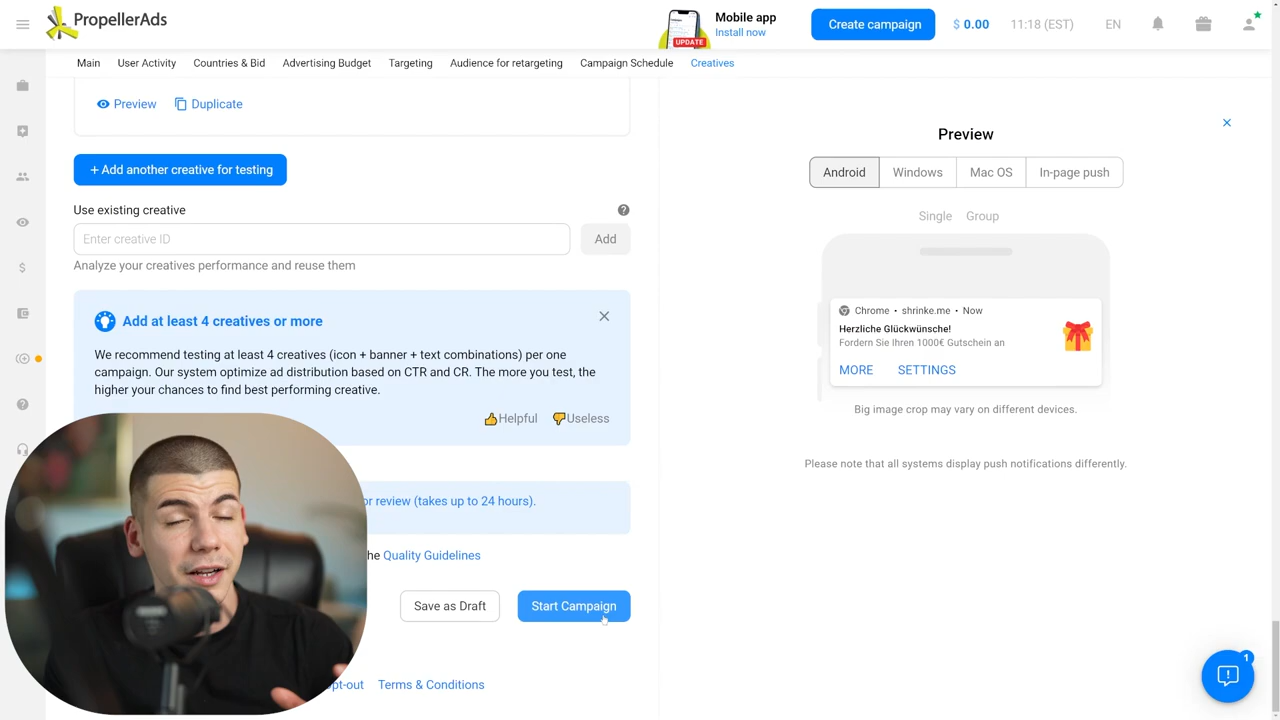 PropellerAds
UPDATE
Mobile app
Install now
Create campaign
$ 0.00
11:18 (EST)
EN
Main
User Activity
Countries & Bid
Advertising Budget
Targeting
Audience for retargeting
Campaign Schedule
Creatives
Preview
Duplicate
+ Add another creative for testing
Use existing creative
Enter creative ID
Add
Analyze your creatives performance and reuse them
Add at least 4 creatives or more
We recommend testing at least 4 creatives (icon + banner + text combinations) per one
campaign. Our system optimize ad distribution based on CTR and CR. The more you test, the
higher your chances to find best performing creative.
Helpful
Useless
or review (takes up to 24 hours).
he Quality Guidelines
Save as Draft
Start Campaign
pt-out
Terms & Conditions
Preview
Android
Windows
Mac OS
In-page push
Single
Group
Chrome • shrinke.me • Now
Herzliche Glückwünsche!
Fordern Sie Ihren 1000€ Gutschein an
MORE
SETTINGS
Big image crop may vary on different devices.
Please note that all systems display push notifications differently.
1